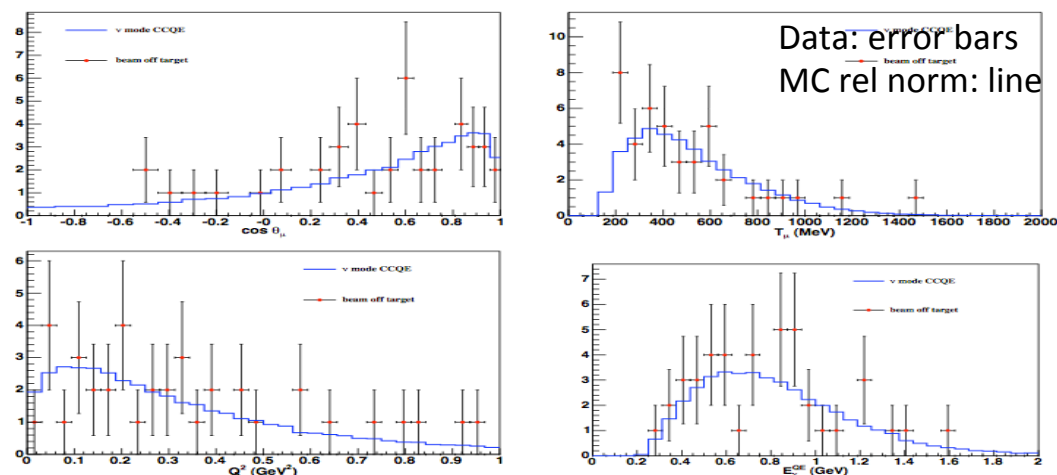 8
7
6
5
4
3
2
1
0
ν mode CCQE
beam off target
-1 -0.8 -0.6 -0.4 -0.2 -0 0.2 0.4 0.6 0.8 1
cos θμ
10
8
6
4
2
0
ν mode CCQE
beam off target
Data: error bars
MC rel norm: line
0 200 400 600 800 1000 1200 1400 1600 1800 2000
Tμ (MeV)
6
5
4
3
2
1
0
ν mode CCQE
beam off target
0 0.1 0.2 0.3 0.4 0.5 0.6 0.7 0.8 0.9 1
Q² (GeV²)
7
6
5
4
3
2
1
0
ν mode CCQE
beam off target
0 0.2 0.4 0.6 0.8 1 1.2 1.4 1.6 1.8 2
(GeV)